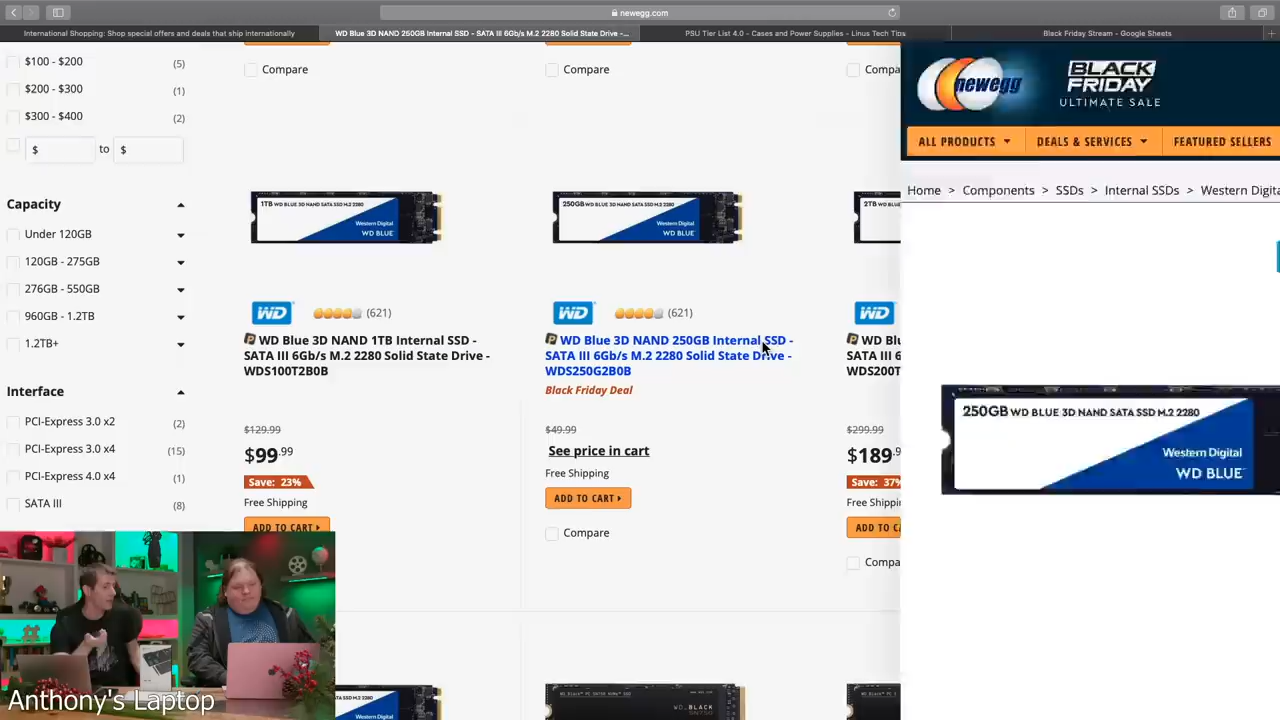 newegg.com
International Shopping: Shop special offers and deals that ship internationally
WD Blue 3D NAND 250GB Internal SSD - SATA III 6Gb/s M.2 2280 Solid State Drive -...
PSU Tier List 4.0 - Cases and Power Supplies - Linus Tech Tips
Black Friday Stream - Google Sheets
$100 - $200 (5)
$200 - $300 (1)
$300 - $400 (2)
$ to $
Capacity
Under 120GB
120GB - 275GB
276GB - 550GB
960GB - 1.2TB
1.2TB+
Interface
PCI-Express 3.0 x2 (2)
PCI-Express 3.0 x4 (15)
PCI-Express 4.0 x4 (1)
SATA III (8)
Compare
1TB WD BLUE 3D NAND SATA SSD M.2 2280
Western Digital
WD BLUE
WD (621)
WD Blue 3D NAND 1TB Internal SSD -
SATA III 6Gb/s M.2 2280 Solid State Drive -
WDS100T2B0B
$129.99
$99.99
Save: 23%
Free Shipping
ADD TO CART
Compare
250GB WD BLUE 3D NAND SATA SSD M.2 2280
Western Digital
WD BLUE
WD (621)
WD Blue 3D NAND 250GB Internal SSD -
SATA III 6Gb/s M.2 2280 Solid State Drive -
WDS250G2B0B
Black Friday Deal
$49.99
See price in cart
Free Shipping
ADD TO CART
Compare
WD_BLACK
Compa
2TB WD B
WD
WD Blu
SATA III 6
WDS200T
$299.99
$189.9
Save: 37%
Free Shipping
ADD TO CA
Compa
newegg
BLACK
FRIDAY
ULTIMATE SALE
ALL PRODUCTS DEALS & SERVICES FEATURED SELLERS
Home > Components > SSDs > Internal SSDs > Western Digita
250GB WD BLUE 3D NAND SATA SSD M.2 2280
Western Digital
WD BLUE
Anthony's Laptop